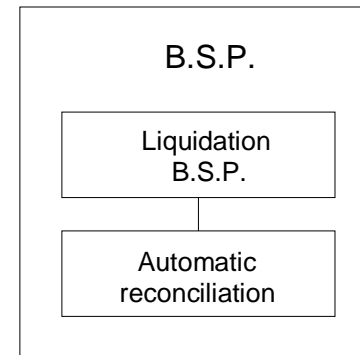 B.S.P.
Liquidation
B.S.P.
Automatic
reconciliation